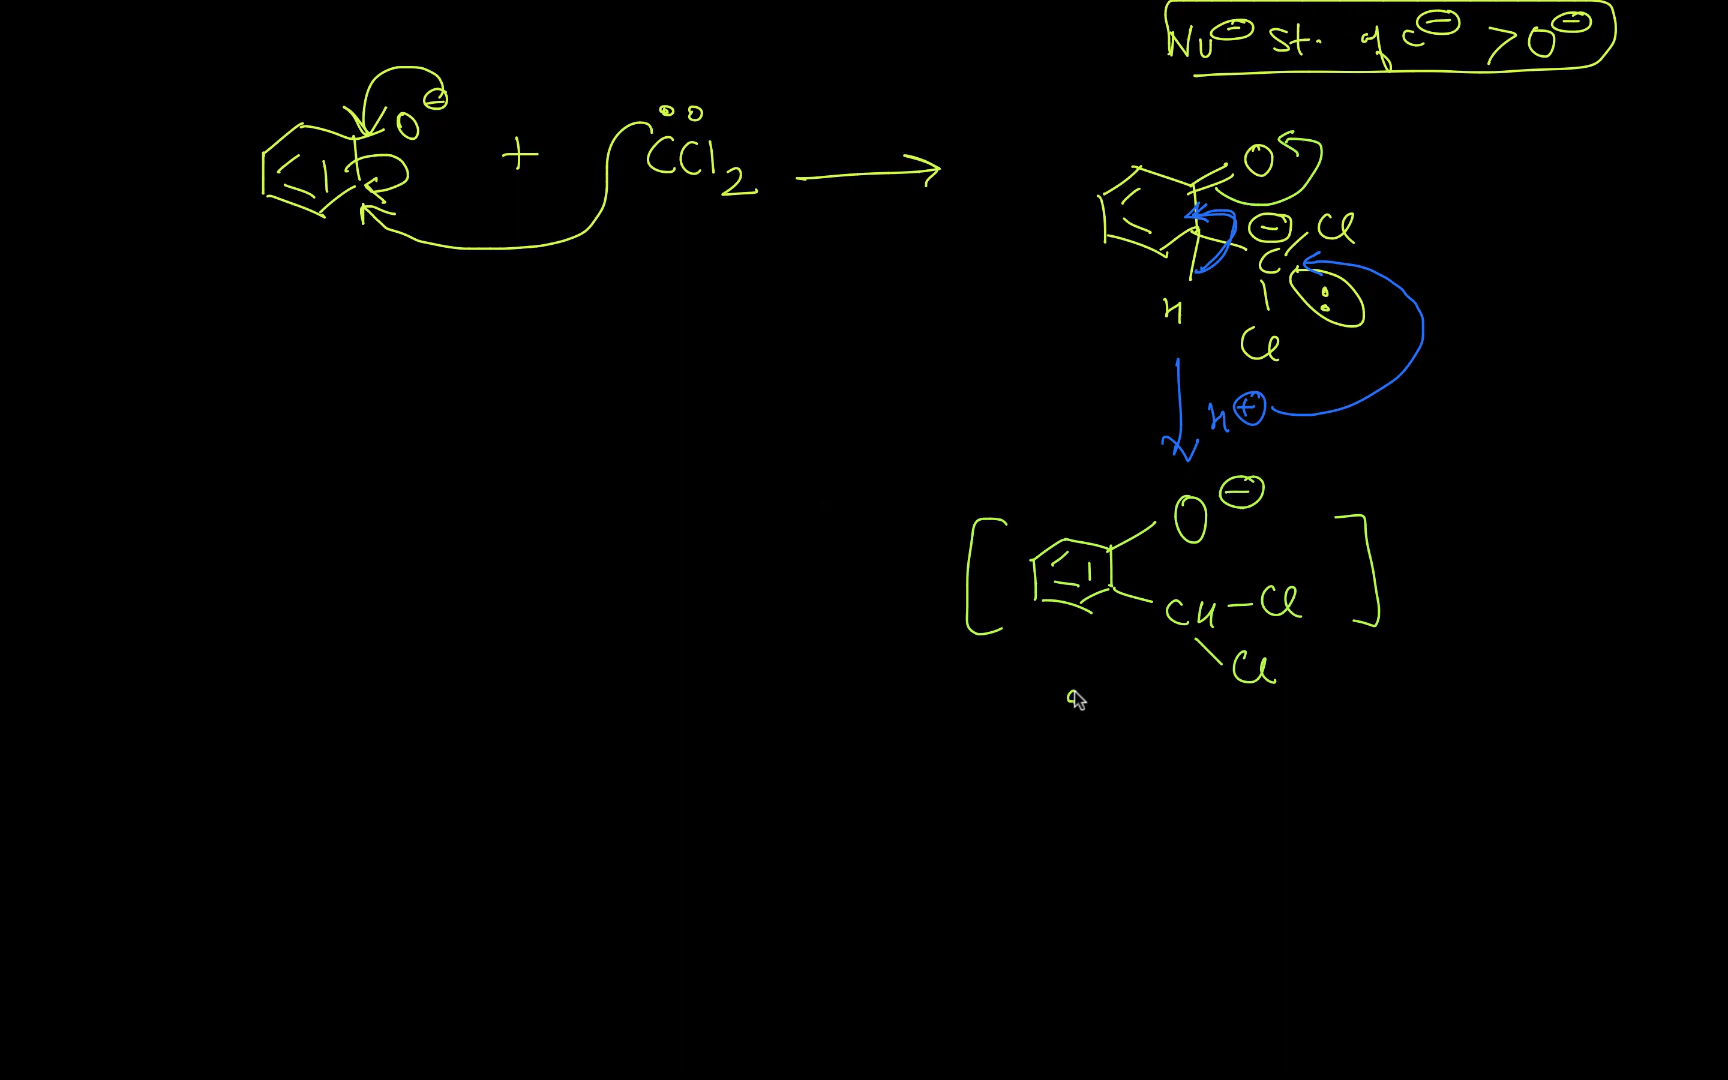 Nu⊖ St. of C⊖ > O⊖
O⊖ + :CCl2 →
O
⊖ Cl
C :
H
Cl
H⊕
O⊖
CH – Cl
Cl